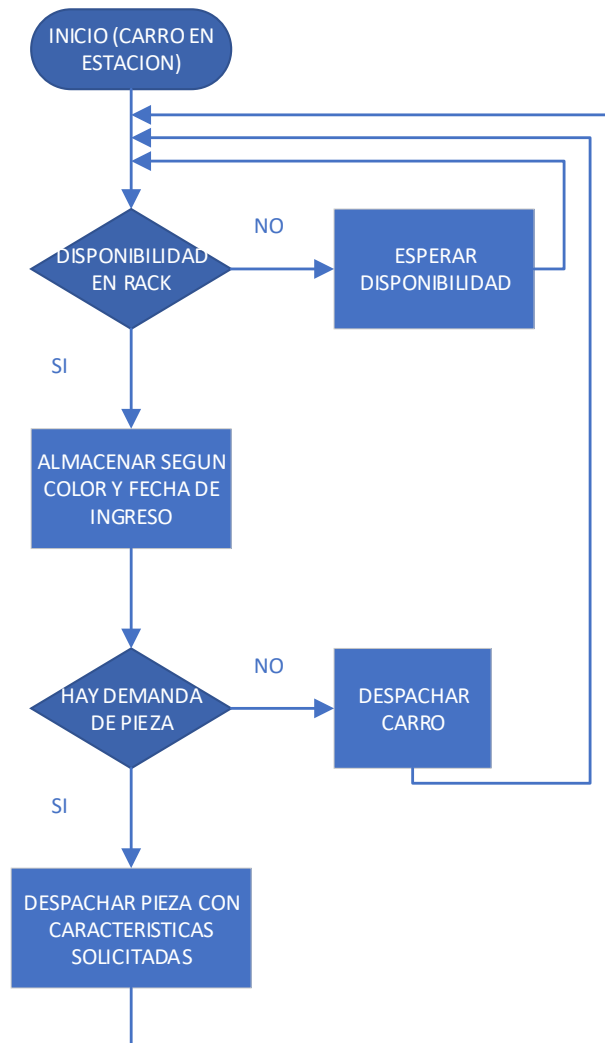 INICIO (CARRO EN
ESTACION)
DISPONIBILIDAD
EN RACK
NO
ESPERAR
DISPONIBILIDAD
SI
ALMACENAR SEGUN
COLOR Y FECHA DE
INGRESO
HAY DEMANDA
DE PIEZA
NO
DESPACHAR
CARRO
SI
DESPACHAR PIEZA CON
CARACTERISTICAS
SOLICITADAS